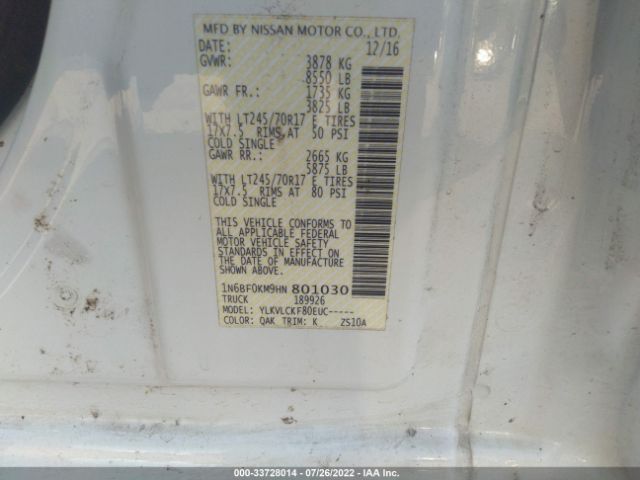 MFD BY NISSAN MOTOR CO., LTD.
DATE: 12/16
GVWR: 3878 KG
8550 LB
GAWR FR.: 1735 KG
3825 LB
WITH LT245/70R17 E TIRES
17X7.5 RIMS AT 50 PSI
COLD SINGLE
GAWR RR.: 2665 KG
5875 LB
WITH LT245/70R17 E TIRES
17X7.5 RIMS AT 80 PSI
COLD SINGLE
THIS VEHICLE CONFORMS TO
ALL APPLICABLE FEDERAL
MOTOR VEHICLE SAFETY
STANDARDS IN EFFECT ON
THE DATE OF MANUFACTURE
SHOWN ABOVE.
1N6BF0KM9HN 801030
TRUCK 189926
MODEL: YLKVLCKF80EUC-----
COLOR: QAK TRIM: K ZS10A
000-33728014 / 07/26/2022 - IAA Inc.